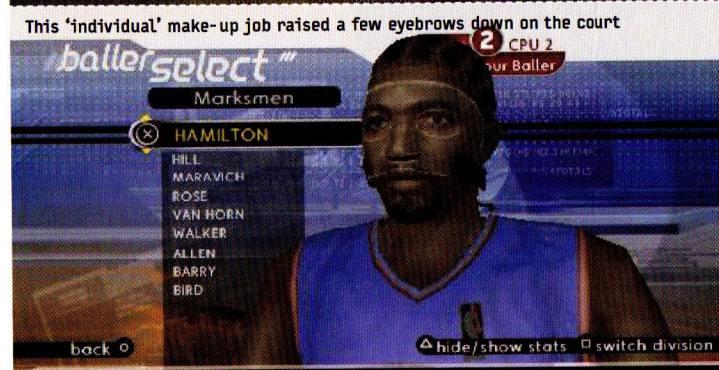 This ‘individual’ make-up job raised a few eyebrows down on the court
baller select
2 CPU 2
our Baller
Marksmen
HAMILTON
HILL
MARAVICH
ROSE
VAN HORN
WALKER
ALLEN
BARRY
BIRD
back
hide/show stats
switch division